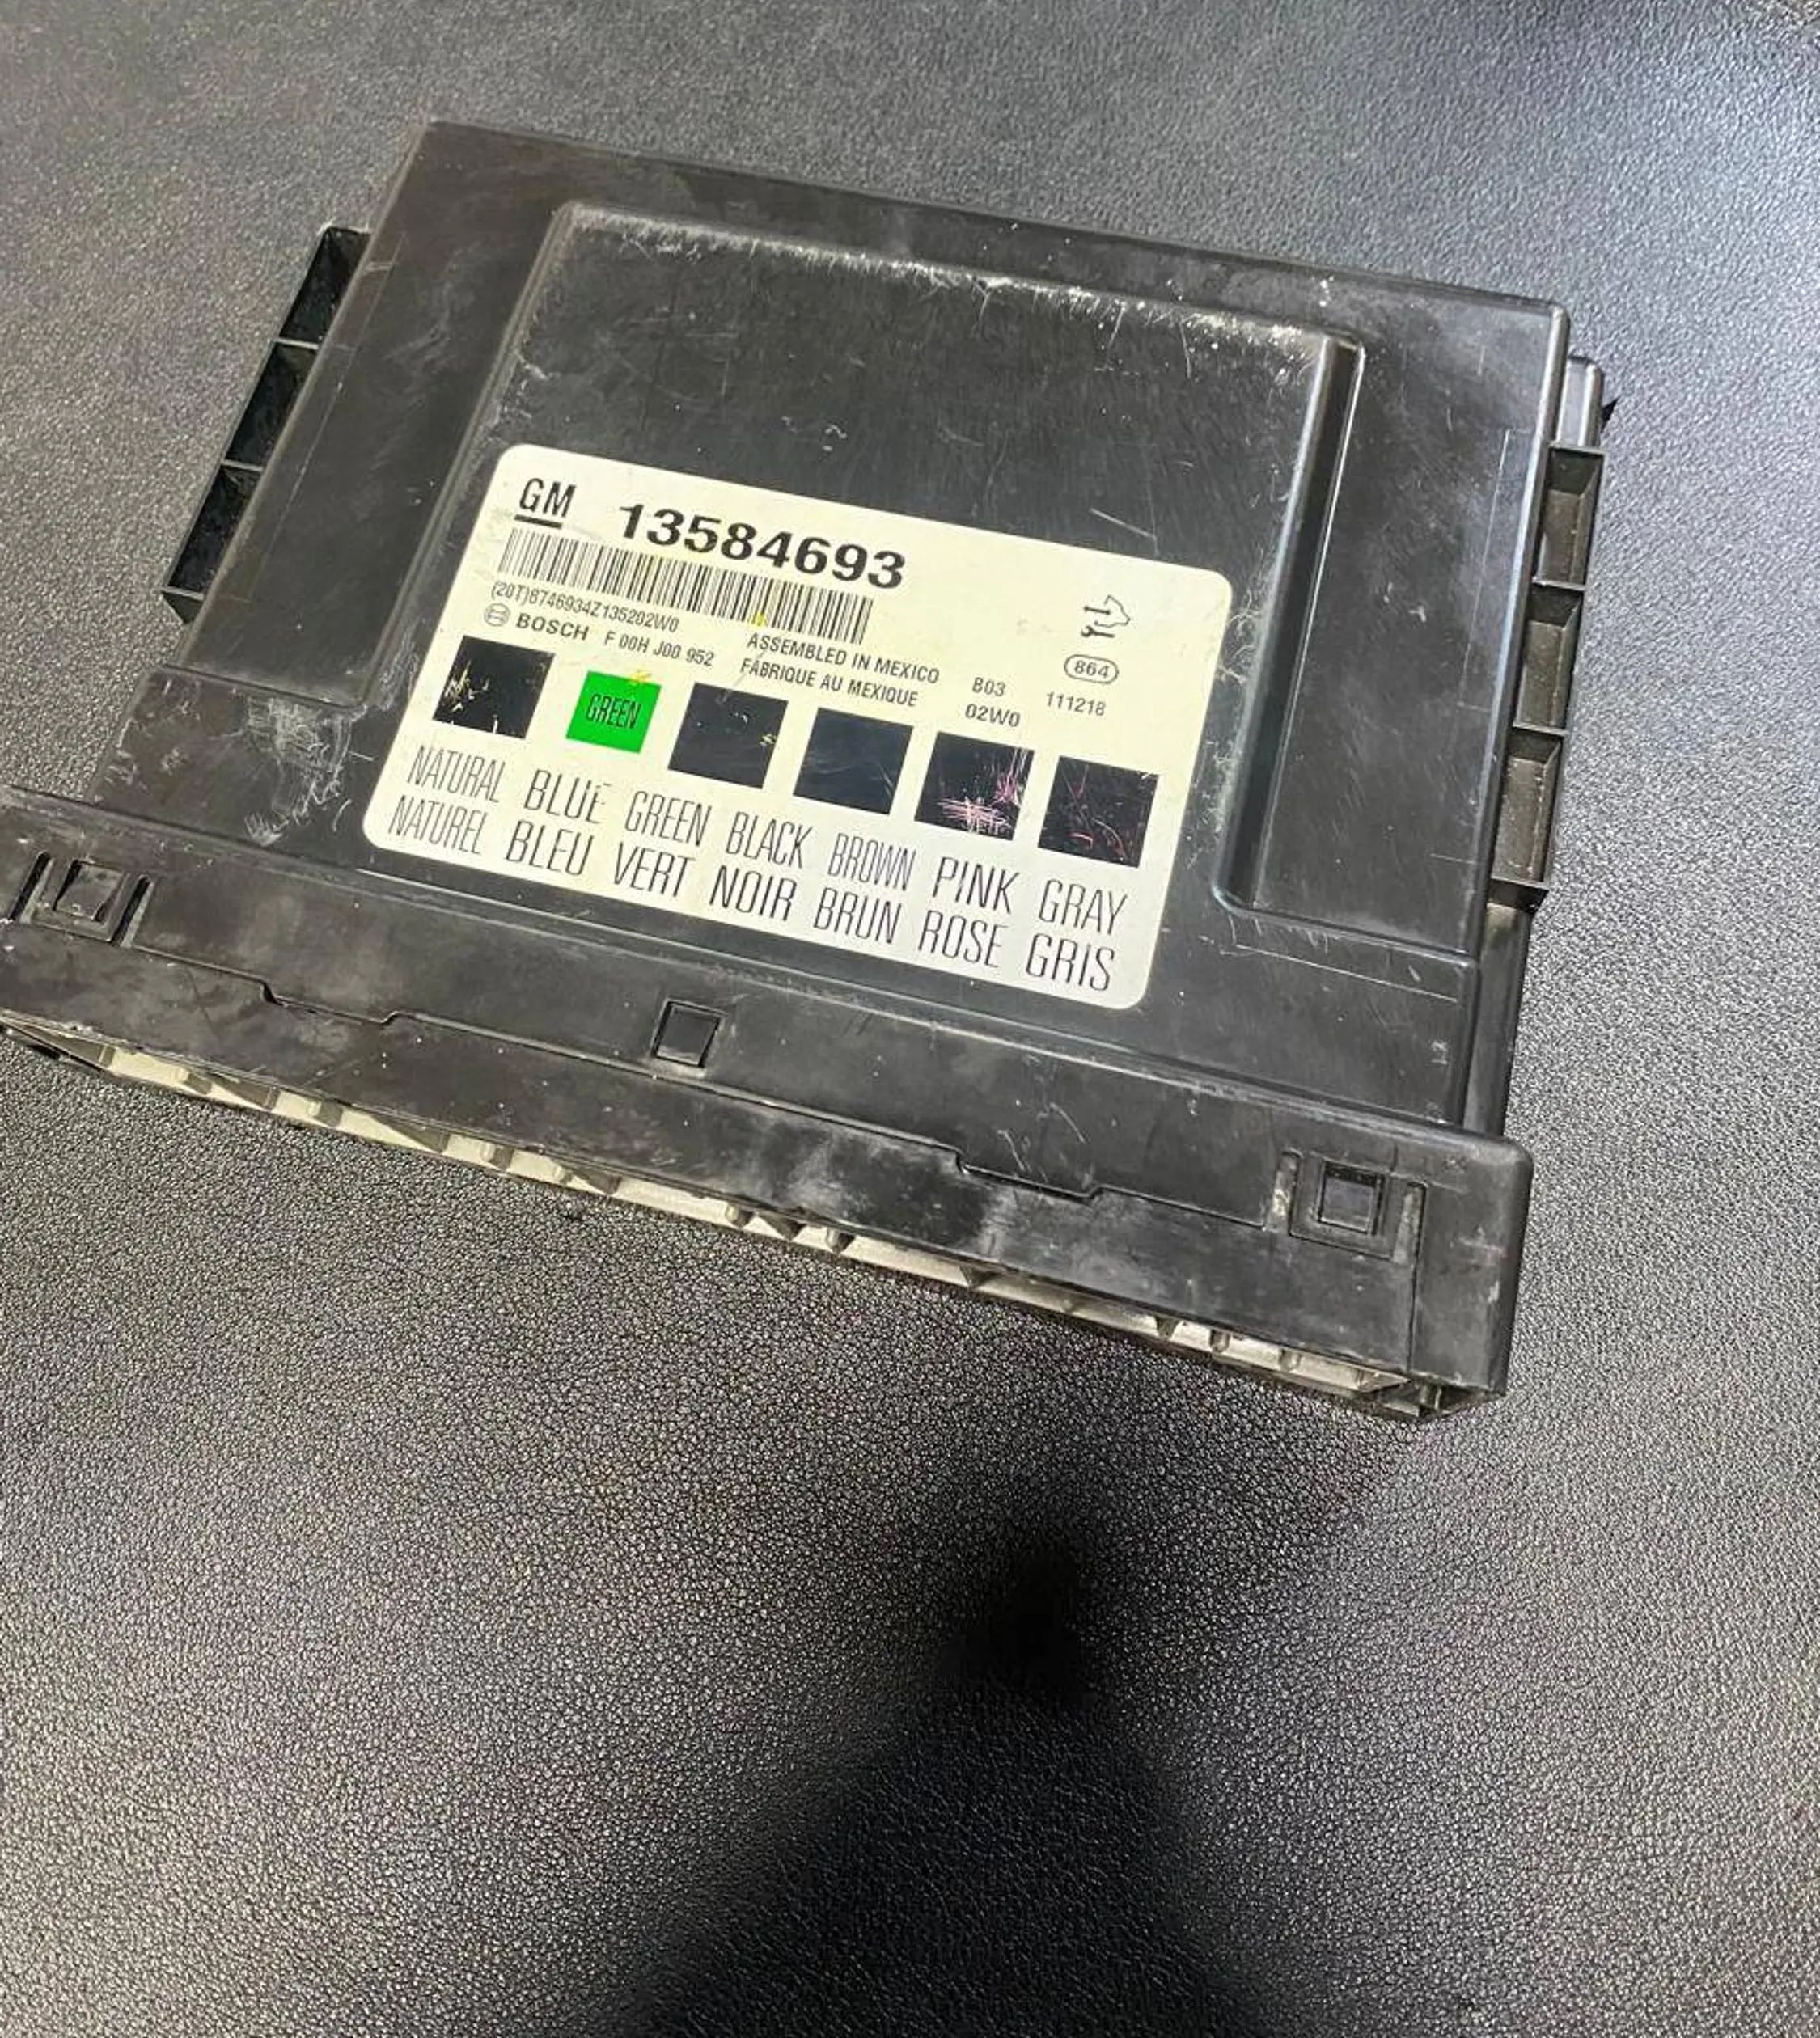 GM 13584693
(20T)8746934Z135202W0
BOSCH F 00H J00 952
ASSEMBLED IN MEXICO
FABRIQUE AU MEXIQUE
B03
02W0
864
111218
GREEN
NATURAL BLUE GREEN BLACK BROWN PINK GRAY
NATUREL BLEU VERT NOIR BRUN ROSE GRIS